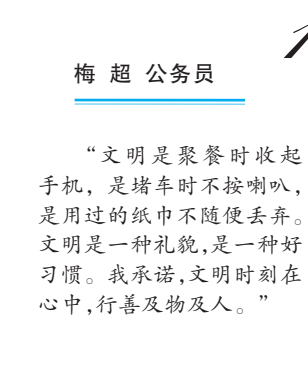 梅 超 公务员
“文明是聚餐时收起
手机，是堵车时不按喇叭，
是用过的纸巾不随便丢弃。
文明是一种礼貌，是一种好
习惯。我承诺，文明时刻在
心中，行善及物及人。”